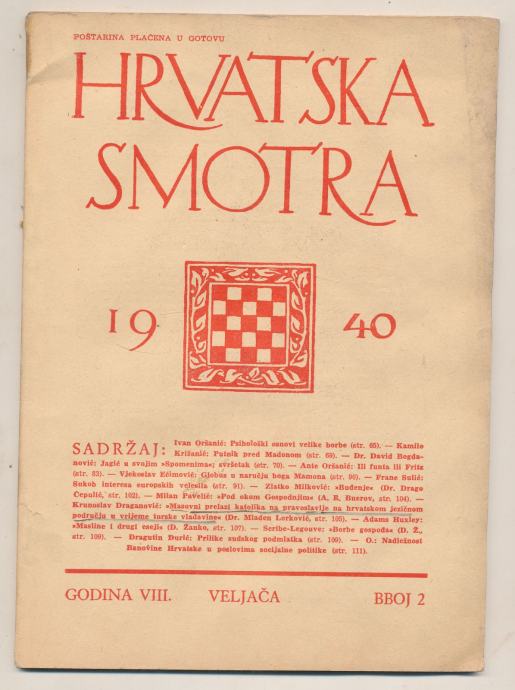 POŠTARINA PLAĆENA U GOTOVU
HRVATSKA
SMOTRA
19 40
SADRŽAJ: Ivan Oršanić: Psihološki osnovi velike borbe (str. 65). — Kamilo
Križanić: Putnik pred Madonom (str. 69). — Dr. David Bogda-
nović: Jagić u svojim »Spomenima«; svršetak (str. 70). — Ante Oršanić: Ili funta ili Fritz
(str. 83). — Vjekoslav Ećimović: Globus u naručju boga Mamona (str. 90). — Frane Sulić:
Sukob interesa europskih velesila (str. 91). — Zlatko Milković: »Buđenje« (Dr. Drago
Čepulić, str. 102). — Milan Pavelić: »Pod okom Gospodnjim« (A. R. Buerov, str. 104). —
Krunoslav Draganović: »Masovni prelazi katolika na pravoslavlje na hrvatskom jezičnom
području u vrijeme turske vladavine« (Dr. Mladen Lorković, str. 105). — Adams Huxley:
»Masline i drugi eseji« (D. Žanko, str. 107). — Scribe-Legouve: »Borbe gospođa« (D. Ž.,
str. 109). — Dragutin Đurić: Prilike sudskog podmlatka (str. 109). — O.: Nadležnost
Banovine Hrvatske u poslovima socijalne politike (str. 111).
GODINA VIII. VELJAČA BROJ 2